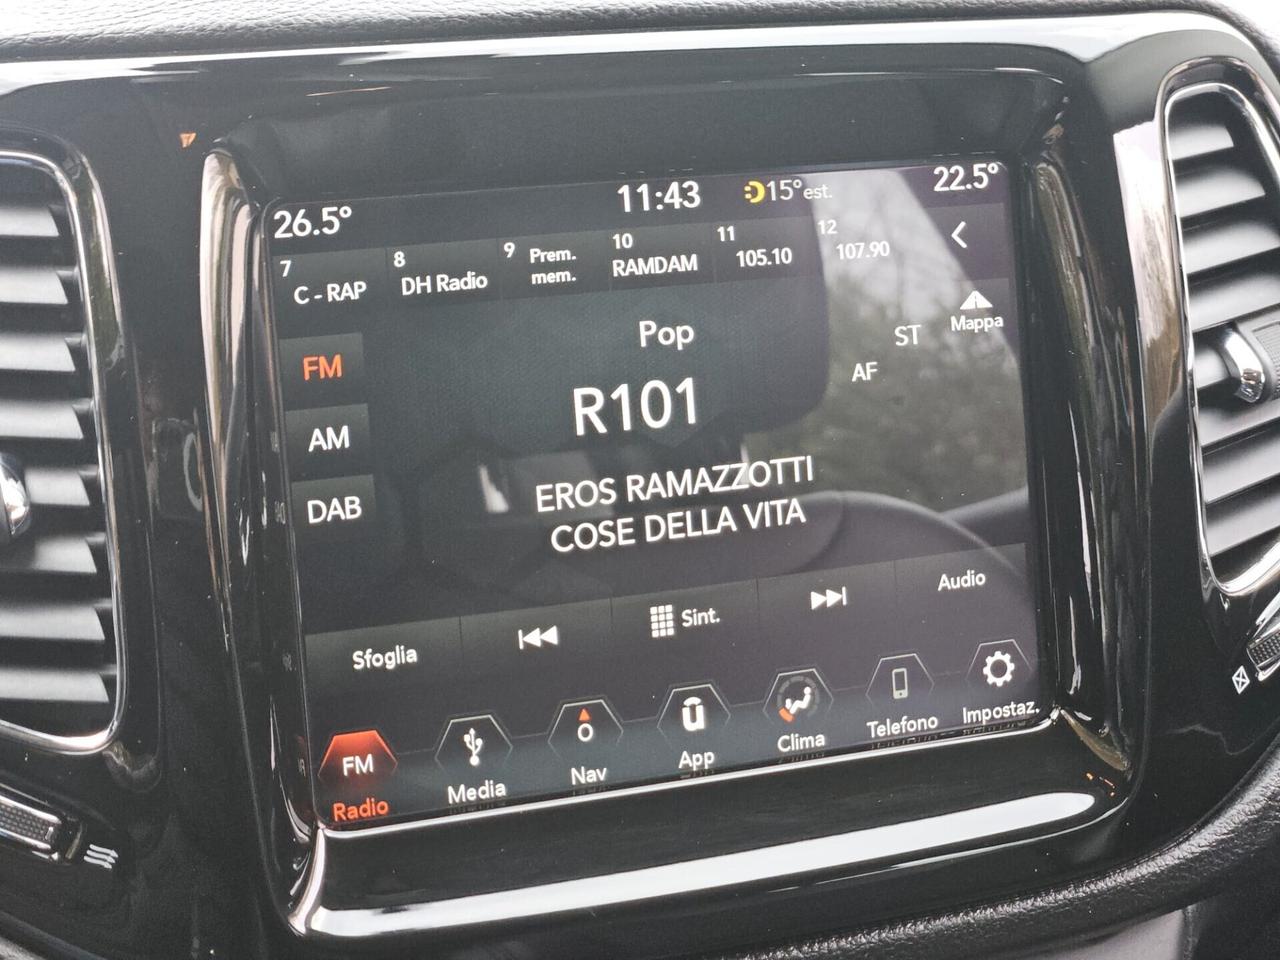 26.5°
11:43
15°est.
22.5°
7
C - RAP
8
DH Radio
9
Prem.
mem.
10
RAMDAM
11
105.10
12
107.90
Mappa
Pop
ST
AF
FM
AM
DAB
R101
EROS RAMAZZOTTI
COSE DELLA VITA
Sfoglia
Sint.
Audio
FM
Radio
Media
Nav
App
Clima
Telefono
Impostaz.